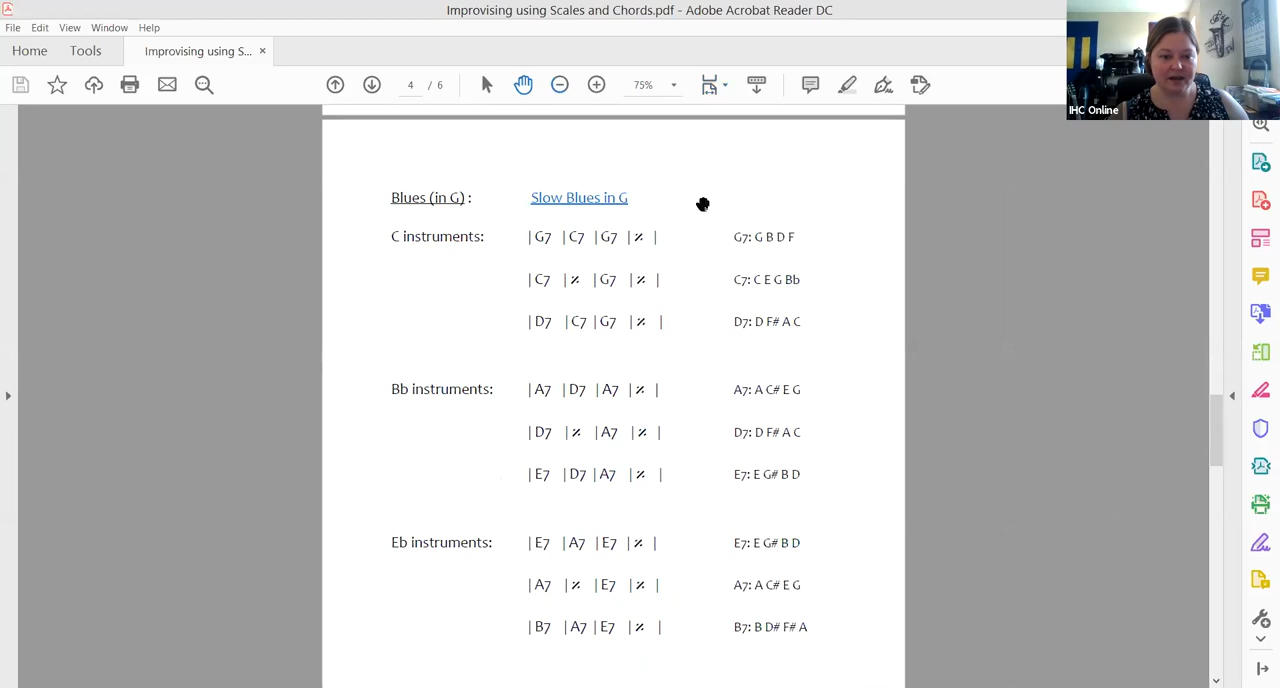 Improvising using Scales and Chords.pdf - Adobe Acrobat Reader DC
File Edit View Window Help
Home Tools Improvising using S... ×
4 / 6 75%
IHC Online
Blues (in G) : Slow Blues in G
C instruments: | G7 | C7 | G7 | 𝄎 | G7: G B D F
| C7 | 𝄎 | G7 | 𝄎 | C7: C E G Bb
| D7 | C7 | G7 | 𝄎 | D7: D F# A C
Bb instruments: | A7 | D7 | A7 | 𝄎 | A7: A C# E G
| D7 | 𝄎 | A7 | 𝄎 | D7: D F# A C
| E7 | D7 | A7 | 𝄎 | E7: E G# B D
Eb instruments: | E7 | A7 | E7 | 𝄎 | E7: E G# B D
| A7 | 𝄎 | E7 | 𝄎 | A7: A C# E G
| B7 | A7 | E7 | 𝄎 | B7: B D# F# A